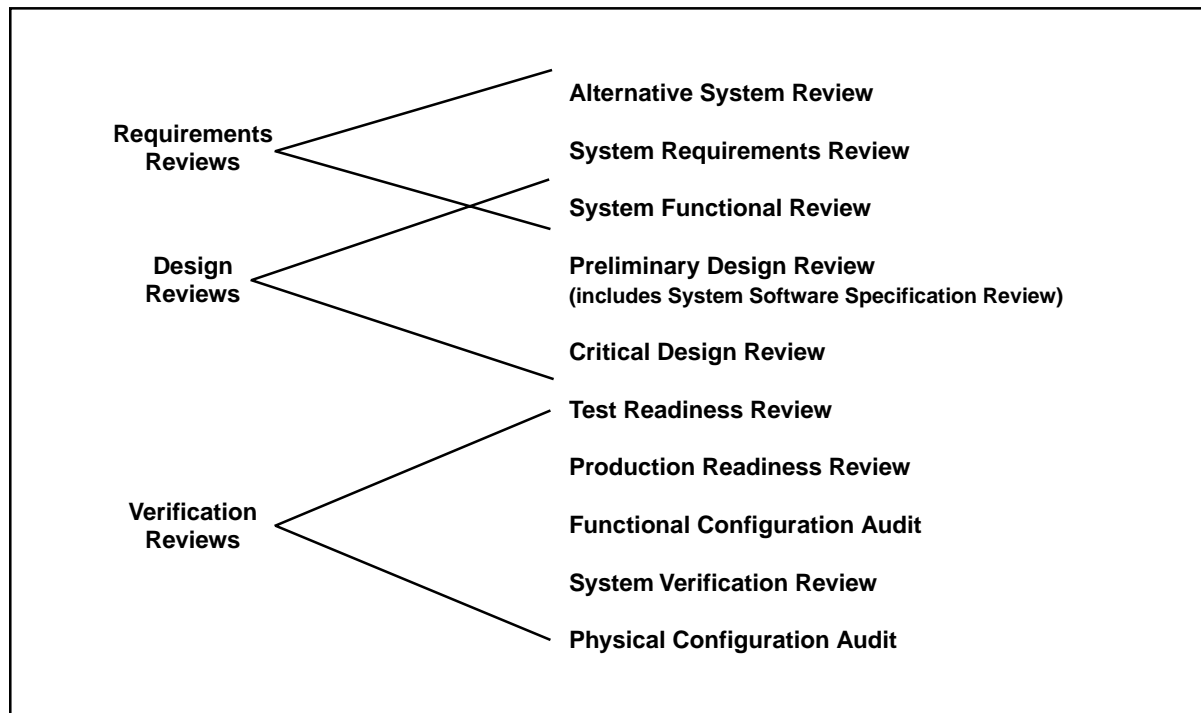 Requirements
Reviews
Design
Reviews
Verification
Reviews
Alternative System Review
System Requirements Review
System Functional Review
Preliminary Design Review
(includes System Software Specification Review)
Critical Design Review
Test Readiness Review
Production Readiness Review
Functional Configuration Audit
System Verification Review
Physical Configuration Audit